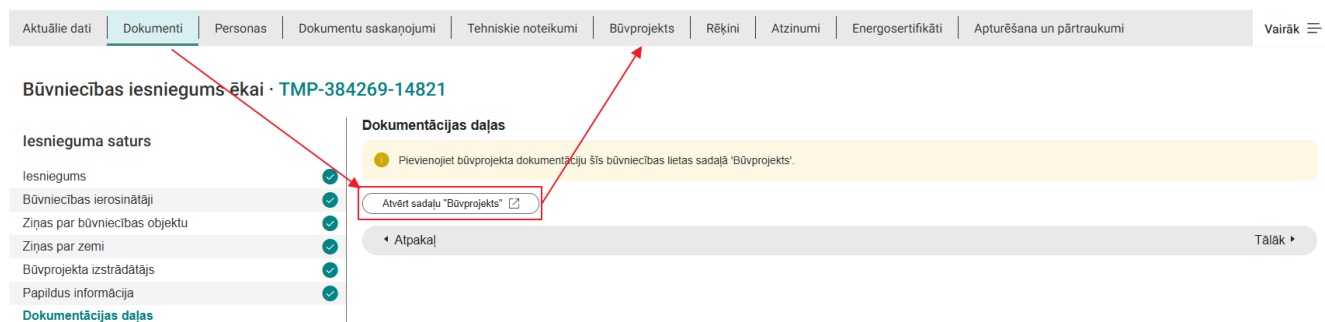 Aktuālie dati Dokumenti Personas Dokumentu saskaņojumi Tehniskie noteikumi Būvprojekts Rēķini Atzinumi Energosertifikāti Apturēšana un pārtraukumi Vairāk
Būvniecības iesniegums ēkai · TMP-384269-14821
Iesnieguma saturs
Iesniegums
Būvniecības ierosinātāji
Ziņas par būvniecības objektu
Ziņas par zemi
Būvprojekta izstrādātājs
Papildus informācija
Dokumentācijas daļas
Dokumentācijas daļas
Pievienojiet būvprojekta dokumentāciju šīs būvniecības lietas sadaļā 'Būvprojekts'.
Atvērt sadaļu "Būvprojekts"
Atpakaļ Tālāk